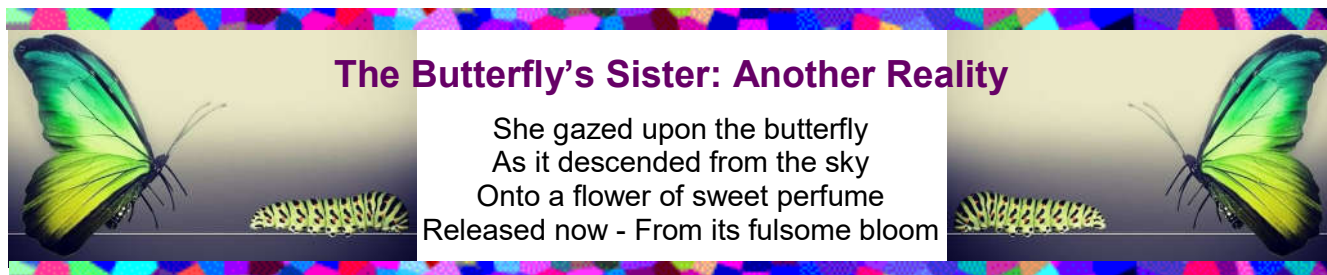 The Butterfly’s Sister: Another Reality
She gazed upon the butterfly
As it descended from the sky
Onto a flower of sweet perfume
Released now - From its fulsome bloom